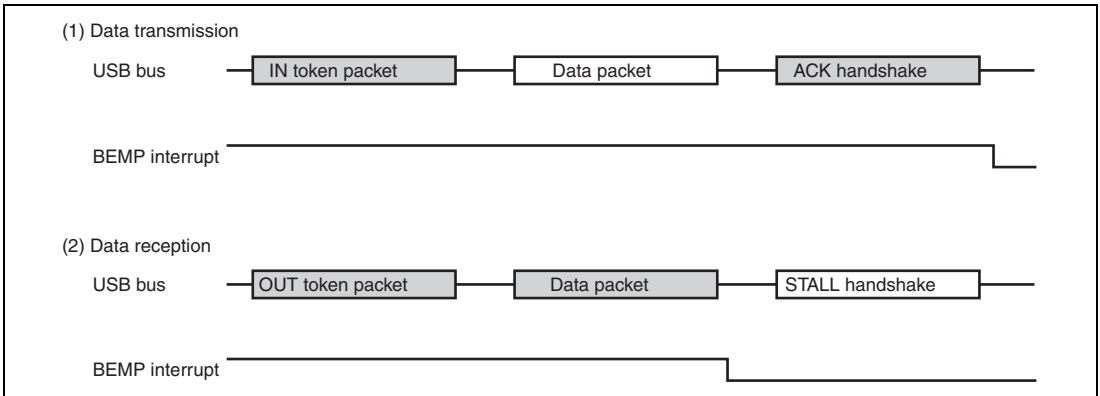 (1) Data transmission
USB bus IN token packet Data packet ACK handshake
BEMP interrupt
(2) Data reception
USB bus OUT token packet Data packet STALL handshake
BEMP interrupt